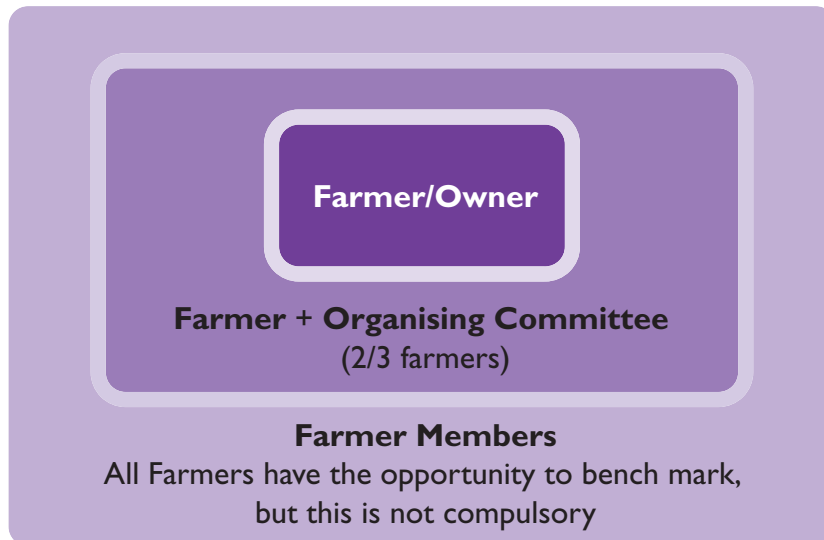 Farmer/Owner
Farmer + Organising Committee
(2/3 farmers)
Farmer Members
All Farmers have the opportunity to bench mark,
but this is not compulsory